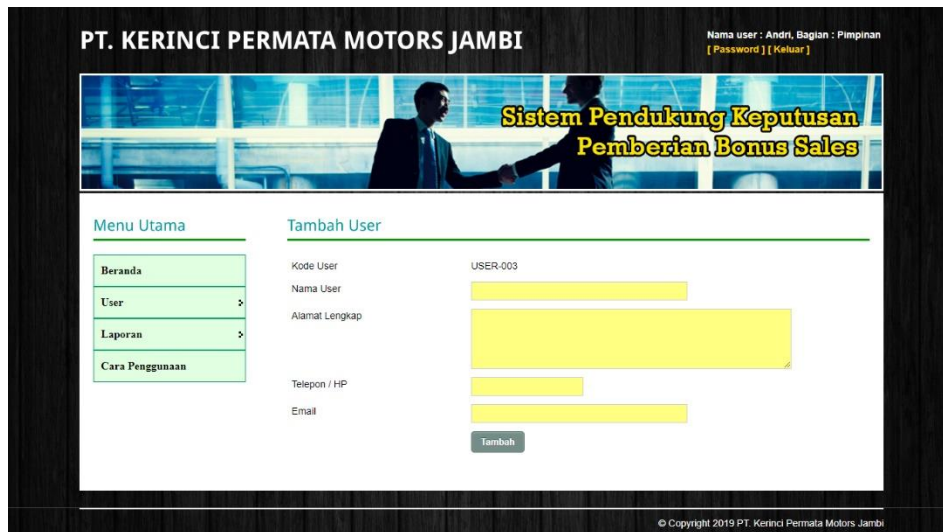 PT. KERINCI PERMATA MOTORS JAMBI
Nama user : Andri, Bagian : Pimpinan
[ Password ] [ Keluar ]
Sistem Pendukung Keputusan
Pemberian Bonus Sales
Menu Utama
Beranda
User
Laporan
Cara Penggunaan
Tambah User
Kode User USER-003
Nama User
Alamat Lengkap
Telepon / HP
Email
Tambah
© Copyright 2019 PT. Kerinci Permata Motors Jambi